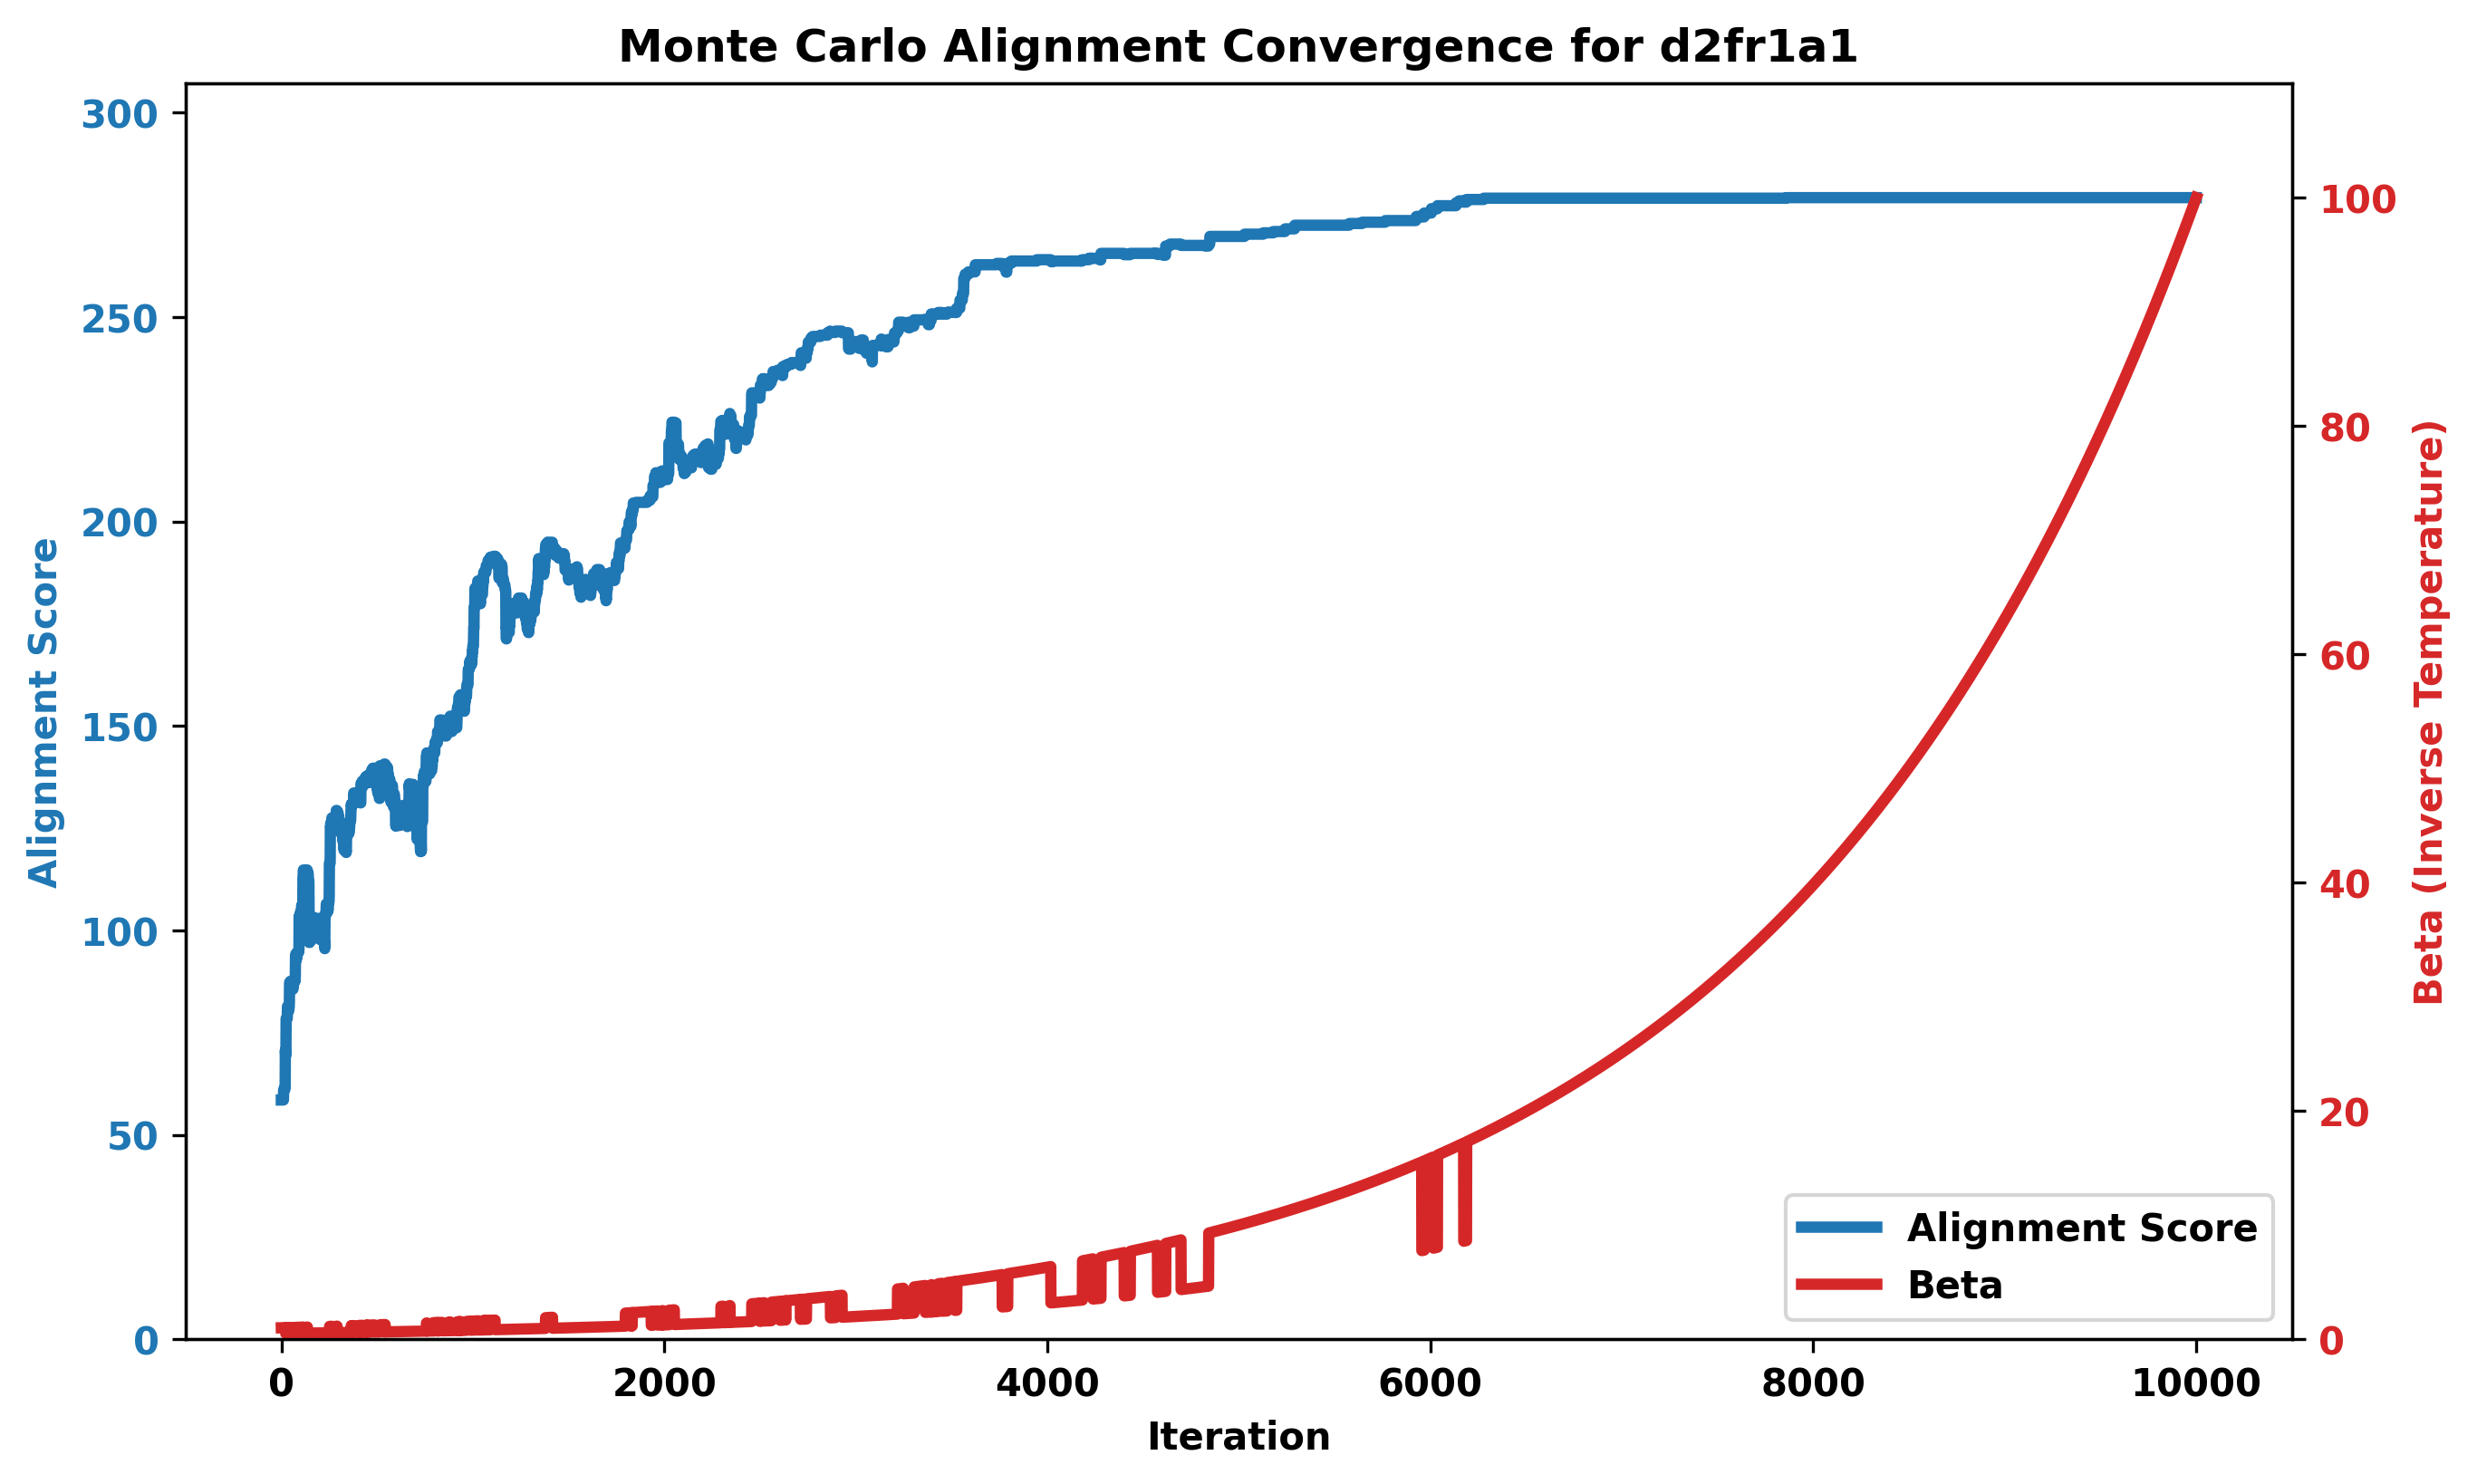 Monte Carlo Alignment Convergence for d2fr1a1
300
250
200
150
100
50
0
Alignment Score
100
80
60
40
20
0
Beta (Inverse Temperature)
Alignment Score
Beta
0 2000 4000 6000 8000 10000
Iteration